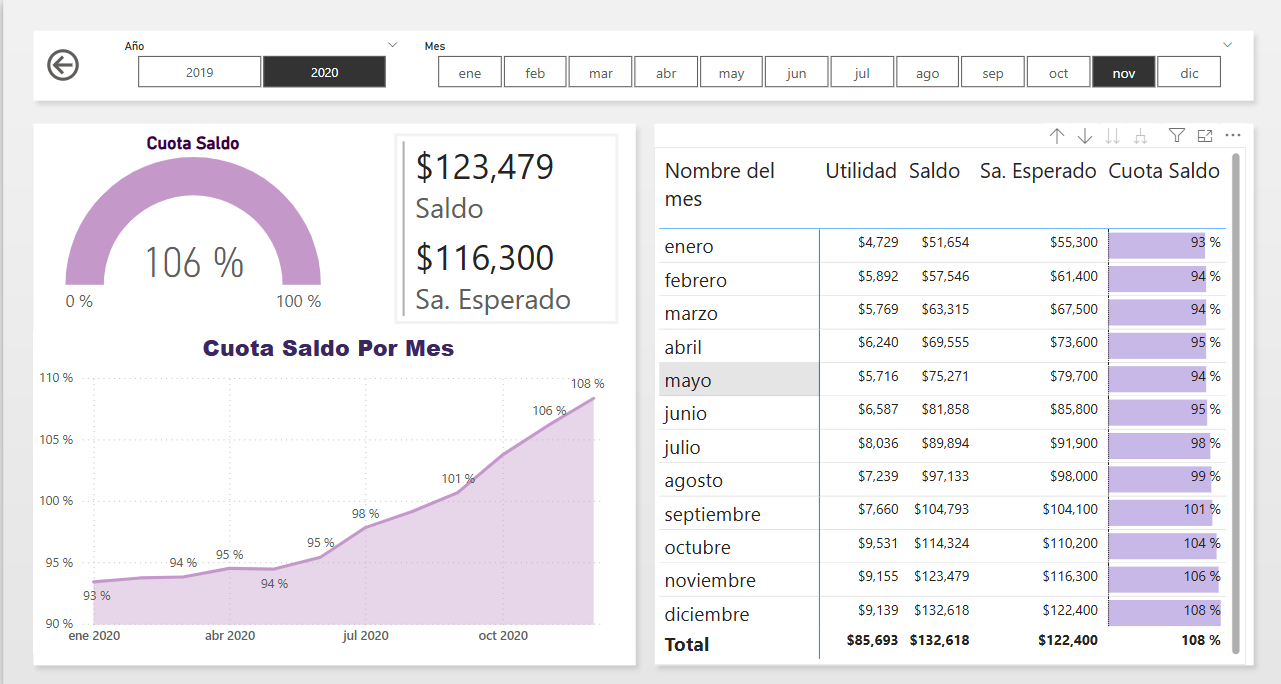 Año
2019 2020
Mes
ene feb mar abr may jun jul ago sep oct nov dic
Cuota Saldo
106 %
0 % 100 %
$123,479
Saldo
$116,300
Sa. Esperado
Cuota Saldo Por Mes
110 %
105 %
100 %
95 %
90 %
93 %
94 %
95 %
94 %
95 %
98 %
101 %
106 %
108 %
ene 2020 abr 2020 jul 2020 oct 2020
Nombre del mes Utilidad Saldo Sa. Esperado Cuota Saldo
enero $4,729 $51,654 $55,300 93 %
febrero $5,892 $57,546 $61,400 94 %
marzo $5,769 $63,315 $67,500 94 %
abril $6,240 $69,555 $73,600 95 %
mayo $5,716 $75,271 $79,700 94 %
junio $6,587 $81,858 $85,800 95 %
julio $8,036 $89,894 $91,900 98 %
agosto $7,239 $97,133 $98,000 99 %
septiembre $7,660 $104,793 $104,100 101 %
octubre $9,531 $114,324 $110,200 104 %
noviembre $9,155 $123,479 $116,300 106 %
diciembre $9,139 $132,618 $122,400 108 %
Total $85,693 $132,618 $122,400 108 %